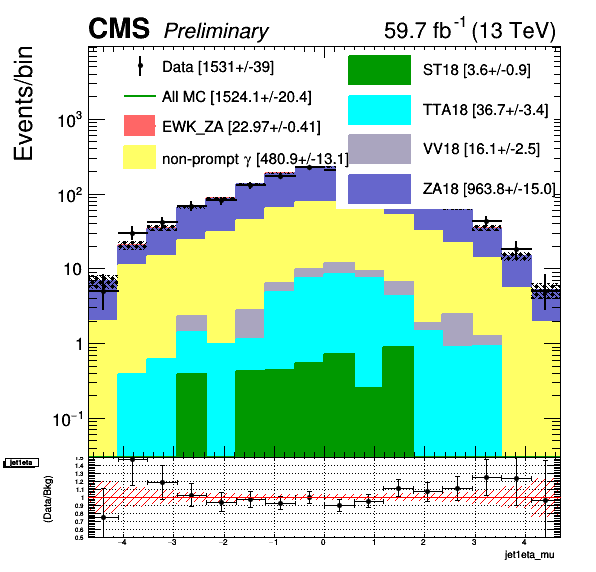 CMS Preliminary 59.7 fb⁻¹ (13 TeV)
Events/bin
Data [1531+/-39]
All MC [1524.1+/-20.4]
EWK_ZA [22.97+/-0.41]
non-prompt γ [480.9+/-13.1]
ST18 [3.6+/-0.9]
TTA18 [36.7+/-3.4]
VV18 [16.1+/-2.5]
ZA18 [963.8+/-15.0]
10³
10²
10
1
10⁻¹
jet1eta
(Data/Bkg)
1.5
1.4
1.3
1.2
1.1
1
0.9
0.8
0.7
0.6
0.5
−4 −3 −2 −1 0 1 2 3 4
jet1eta_mu